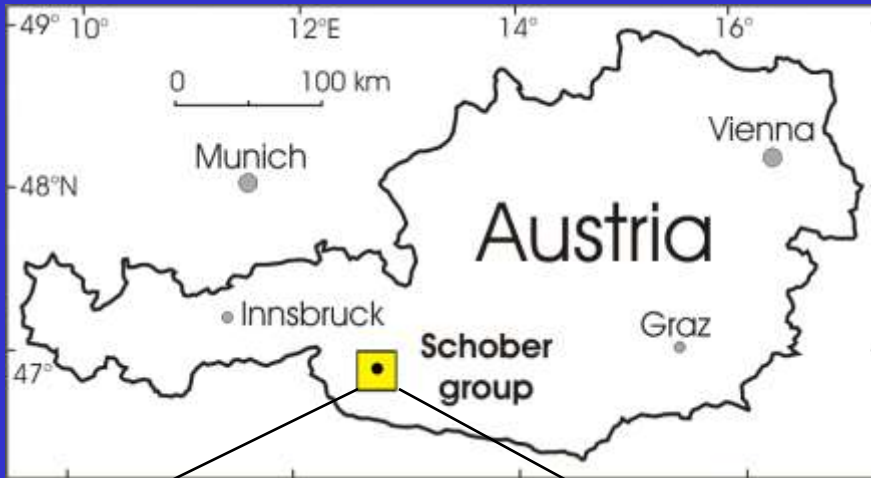 49° 10° 12°E 14° 16°
0 100 km
Vienna
Munich
48°N
Austria
Innsbruck
Graz
Schober
group
47°